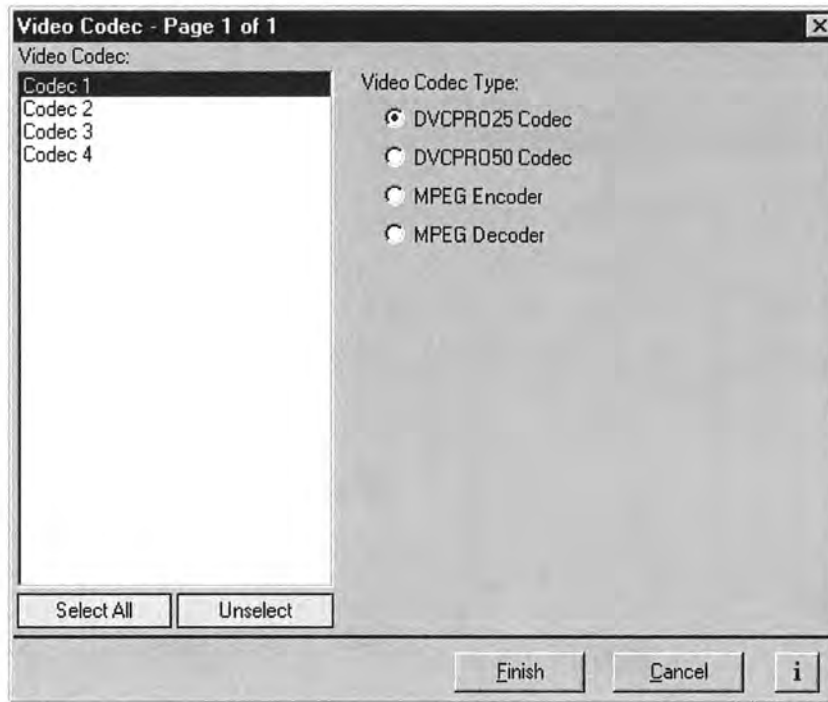 Video Codec - Page 1 of 1
Video Codec:
Codec 1
Codec 2
Codec 3
Codec 4
Video Codec Type:
DVCPRO25 Codec
DVCPRO50 Codec
MPEG Encoder
MPEG Decoder
Select All
Unselect
Finish
Cancel
i